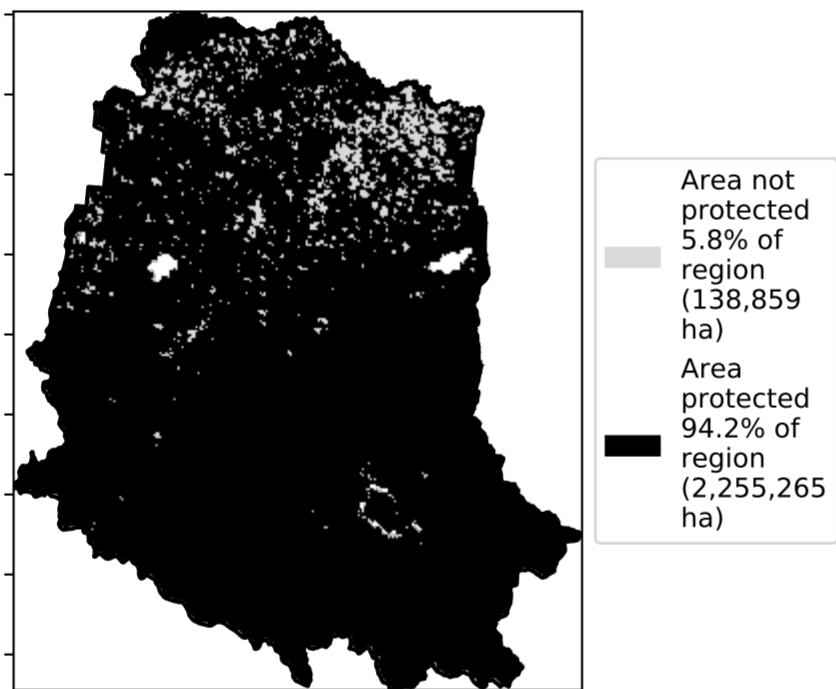 Area not
protected
5.8% of
region
(138,859
ha)
Area
protected
94.2% of
region
(2,255,265
ha)